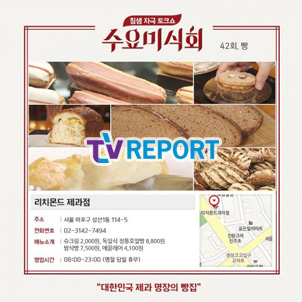 침샘 자극 토크쇼
수요미식회
42회, 빵
TV REPORT
리치몬드 제과점
주소 서울 마포구 성산1동 114-5
전화번호 02-3142-7494
메뉴소개 슈크림 2,000원, 독일식 정통호밀빵 8,800원
밤식빵 7,500원, 에끌레어 4,100원
영업시간 08:00~23:00 (명절 당일 휴무)
리치몬드과자점
"대한민국 제과 명장의 빵집"